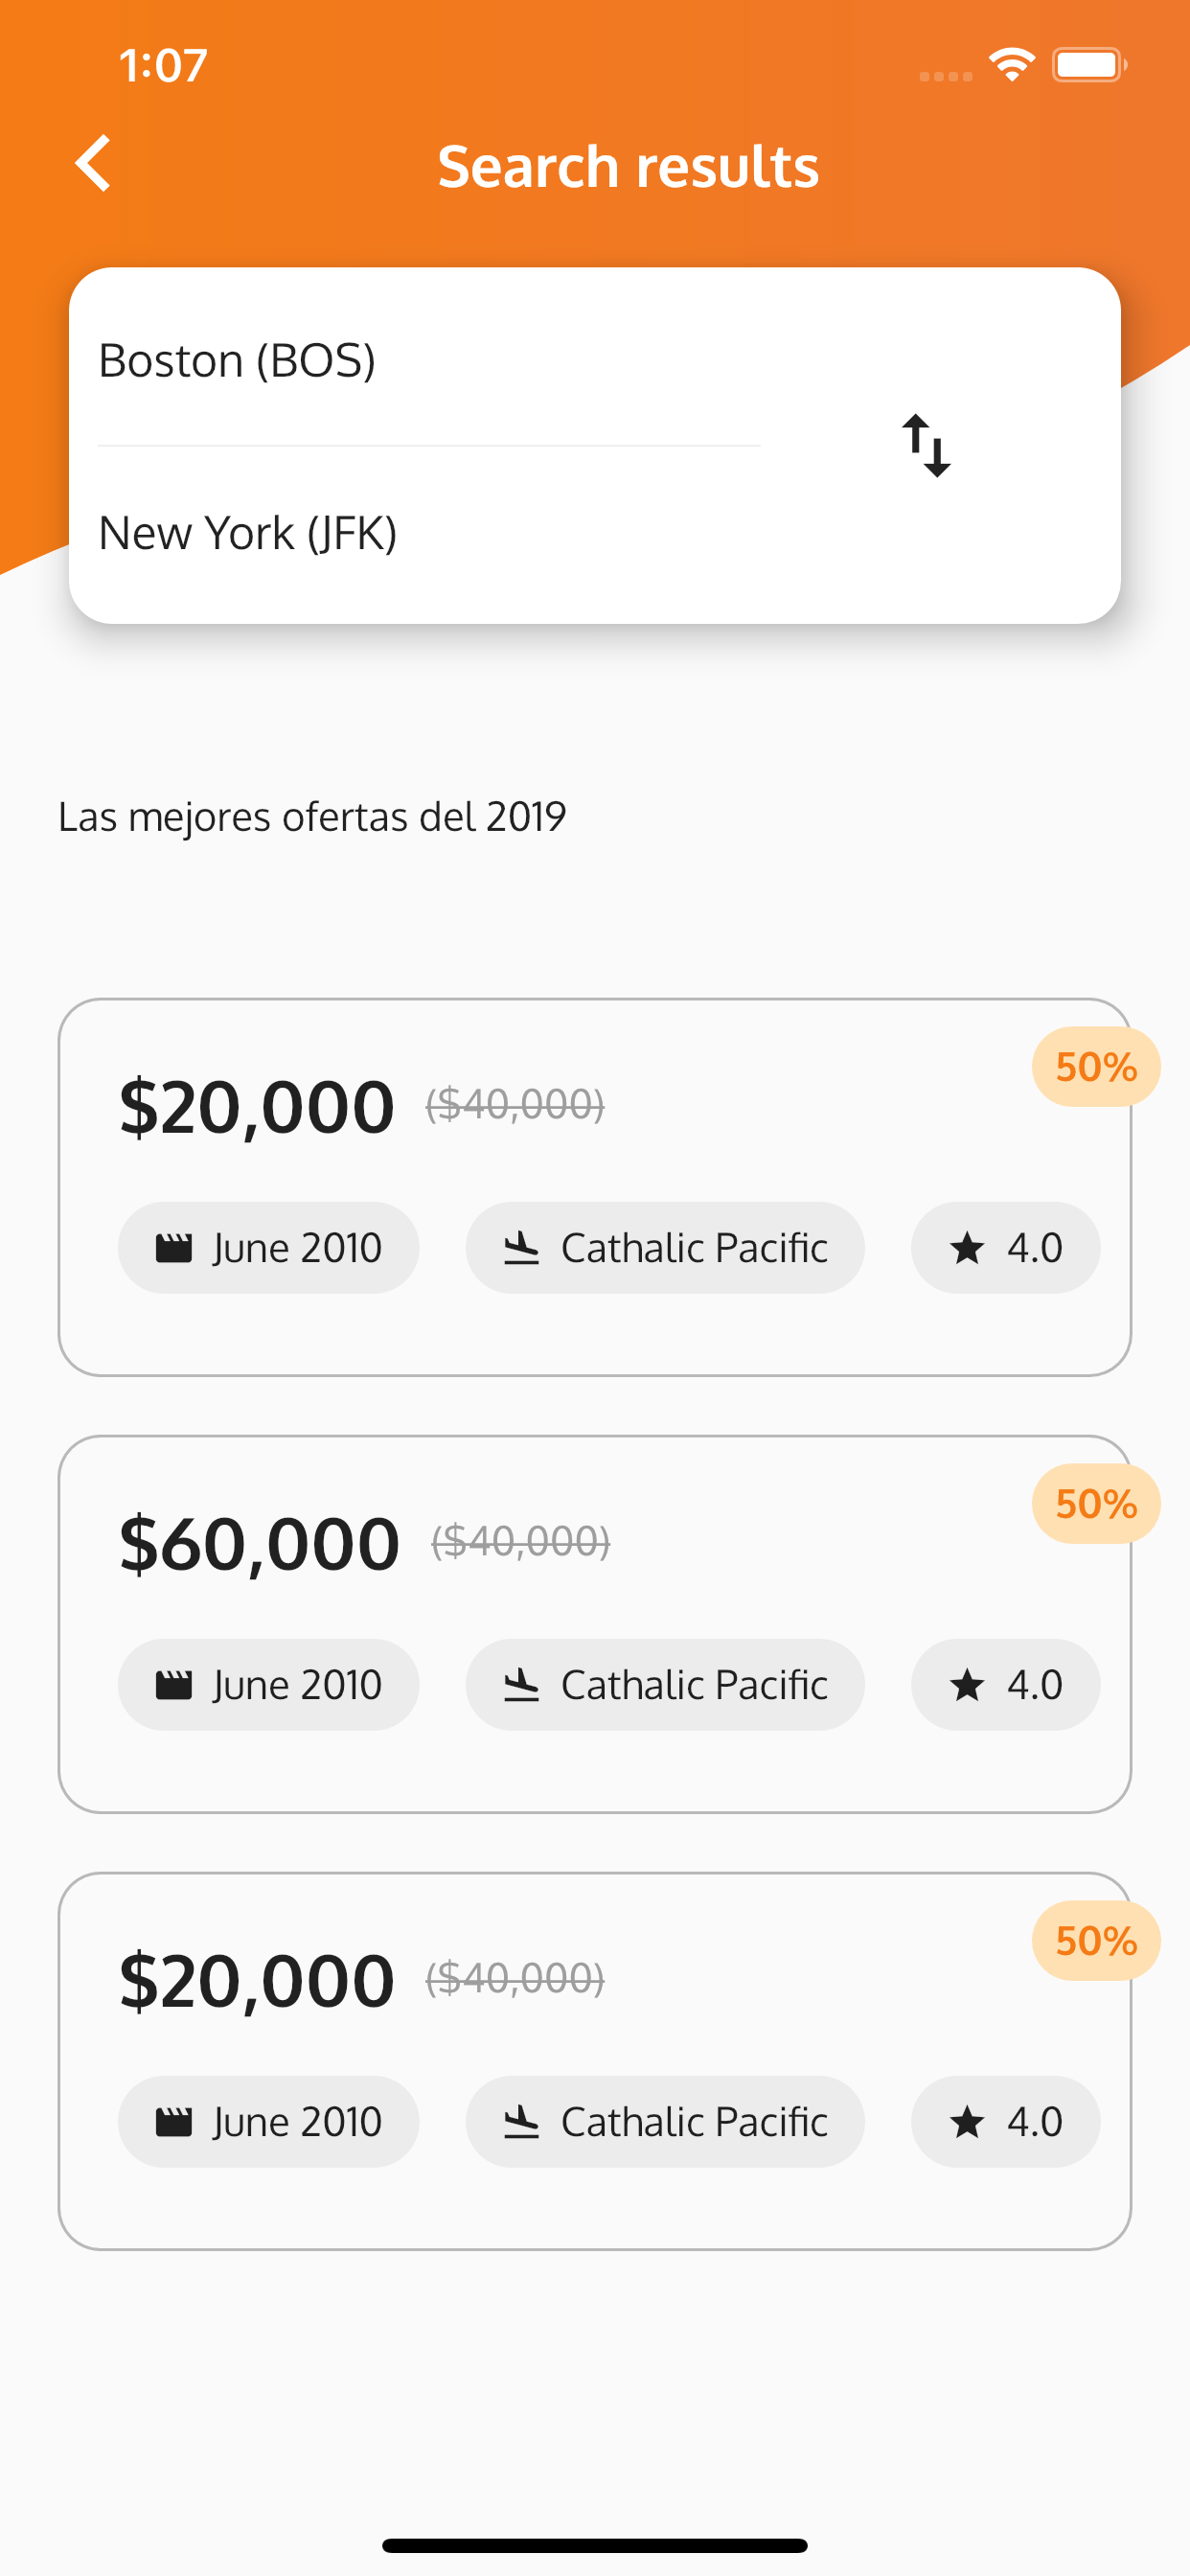 1:07
Search results
Boston (BOS)
New York (JFK)
Las mejores ofertas del 2019
50%
$20,000 ($40,000)
June 2010 Cathalic Pacific 4.0
50%
$60,000 ($40,000)
June 2010 Cathalic Pacific 4.0
50%
$20,000 ($40,000)
June 2010 Cathalic Pacific 4.0